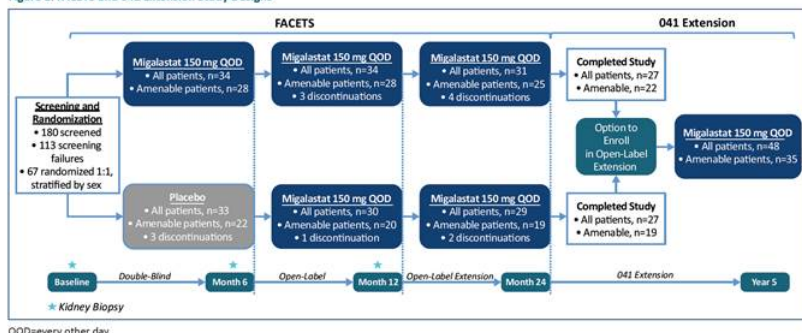 FACETS
041 Extension
Screening and
Randomization
• 180 screened
• 113 screening
failures
• 67 randomized 1:1,
stratified by sex
Migalastat 150 mg QOD
• All patients, n=34
• Amenable patients, n=28
Migalastat 150 mg QOD
• All patients, n=34
• Amenable patients, n=28
• 3 discontinuations
Migalastat 150 mg QOD
• All patients, n=31
• Amenable patients, n=25
• 4 discontinuations
Completed Study
• All patients, n=27
• Amenable, n=22
Option to
Enroll
in Open-Label
Extension
Migalastat 150 mg QOD
• All patients, n=48
• Amenable patients, n=35
Placebo
• All patients, n=33
• Amenable patients, n=22
• 3 discontinuations
Migalastat 150 mg QOD
• All patients, n=30
• Amenable patients, n=20
• 1 discontinuation
Migalastat 150 mg QOD
• All patients, n=29
• Amenable patients, n=19
• 2 discontinuations
Completed Study
• All patients, n=27
• Amenable, n=19
Baseline
Double-Blind
Month 6
Open-Label
Month 12
Open-Label Extension
Month 24
041 Extension
Year 5
★ Kidney Biopsy
QOD=every other day